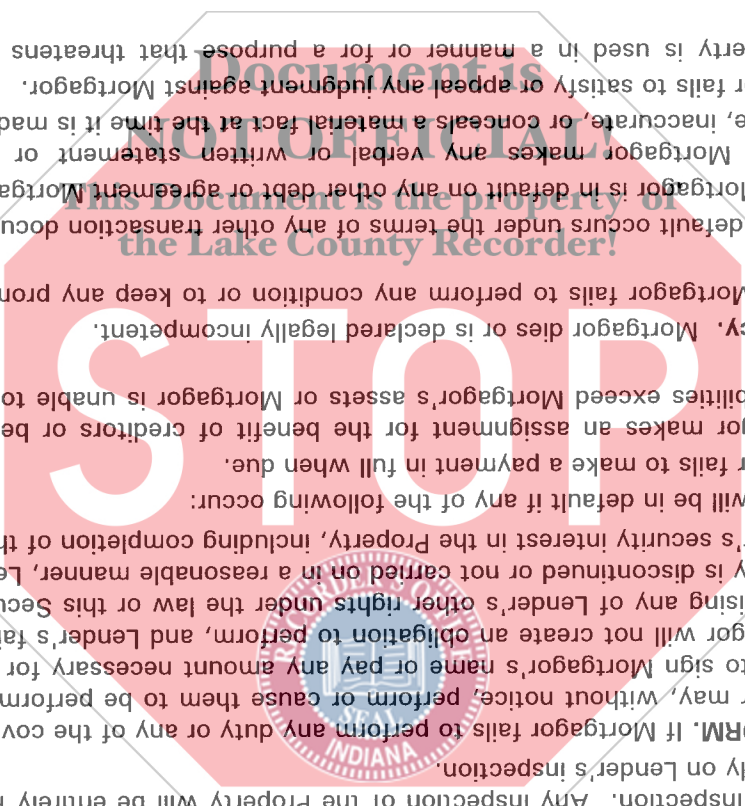 Document is
NOT OFFICIAL!
This Document is the property of
the Lake County Recorder!
STOP
RECORDER'S OFFICE
SEAL
INDIANA
inspection. Any inspection of the Property will be entirely
ly on Lender's inspection.
RM. If Mortgagor fails to perform any duty or any of the cov
r may, without notice, perform or cause them to be perform
to sign Mortgagor's name or pay any amount necessary for
gor will not create an obligation to perform, and Lender's fai
ising any of Lender's other rights under the law or this Secu
y is discontinued or not carried on in a reasonable manner, Le
's security interest in the Property, including completion of th
will be in default if any of the following occur:
r fails to make a payment in full when due.
gor makes an assignment for the benefit of creditors or be
bilities exceed Mortgagor's assets or Mortgagor is unable to
cy. Mortgagor dies or is declared legally incompetent.
Mortgagor fails to perform any condition or to keep any prom
default occurs under the terms of any other transaction docu
Mortgagor is in default on any other debt or agreement Mortga
Mortgagor makes any verbal or written statement or
e, inaccurate, or conceals a material fact at the time it is mad
r fails to satisfy or appeal any judgment against Mortgagor.
erty is used in a manner or for a purpose that threatens